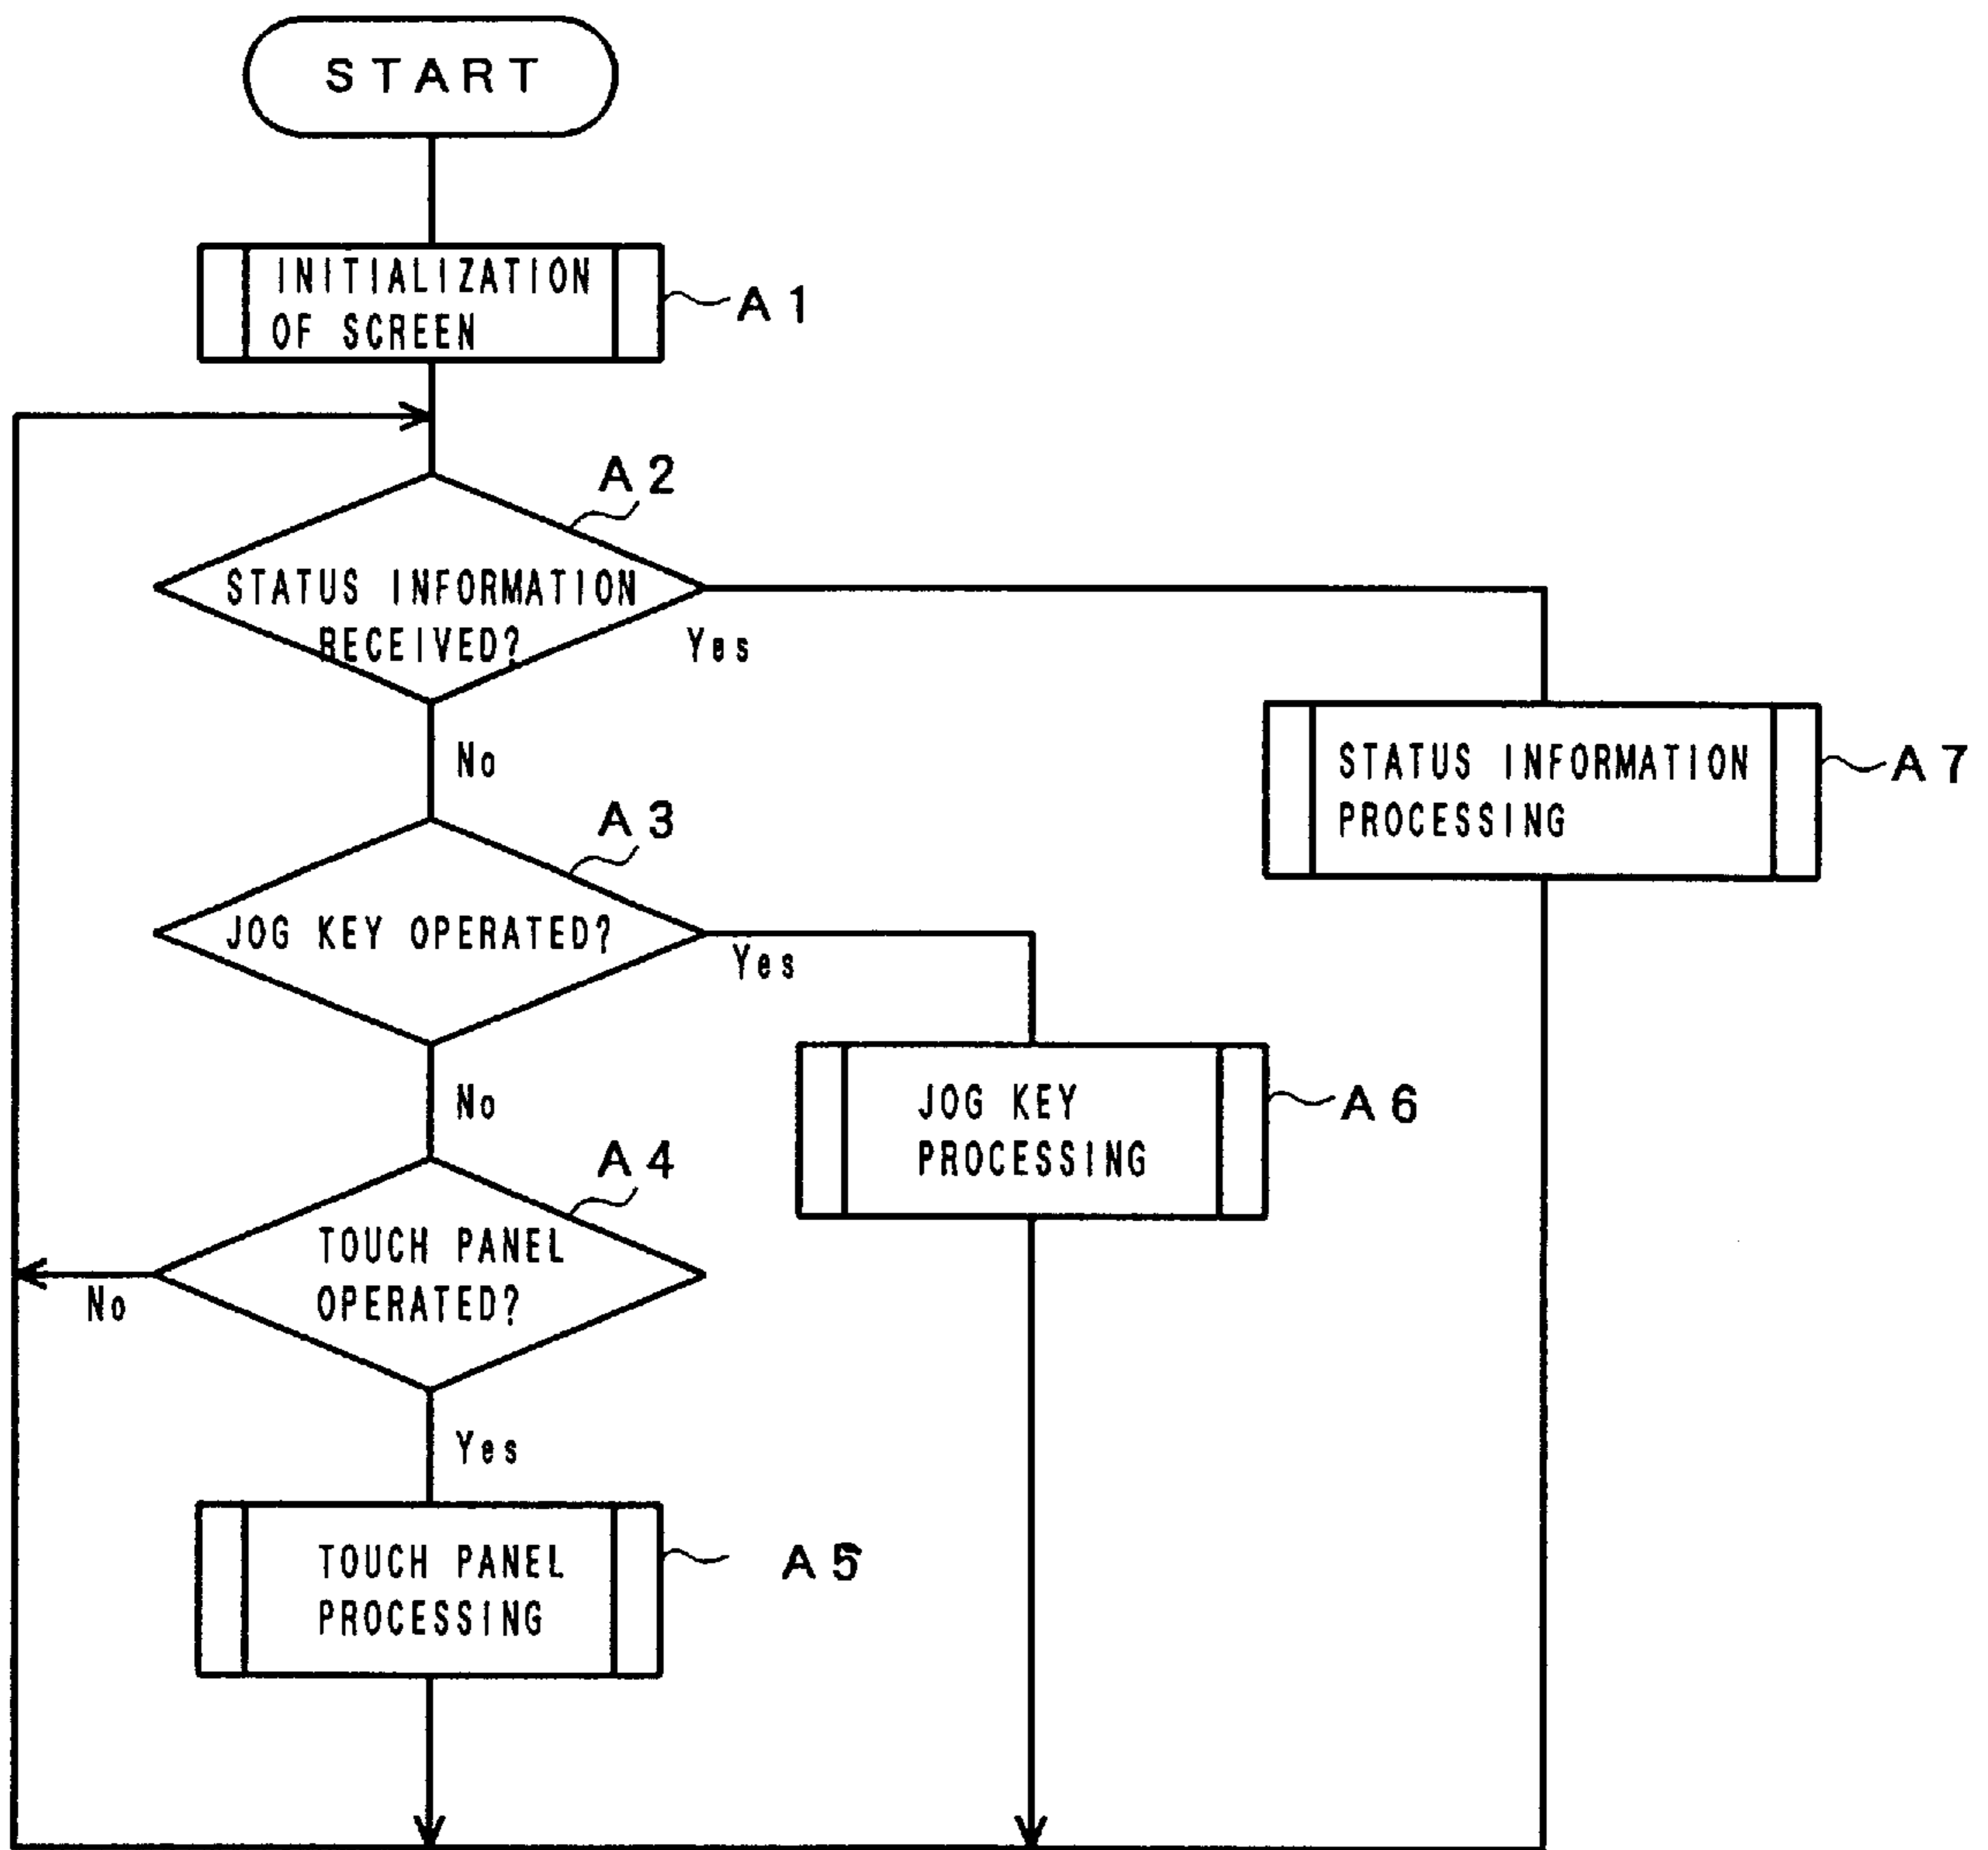 START
INITIALIZATION
OF SCREEN
A1
A2
STATUS INFORMATION
RECEIVED?
Yes
No
STATUS INFORMATION
PROCESSING
A7
A3
JOG KEY OPERATED?
Yes
No
JOG KEY
PROCESSING
A6
A4
TOUCH PANEL
OPERATED?
No
Yes
TOUCH PANEL
PROCESSING
A5